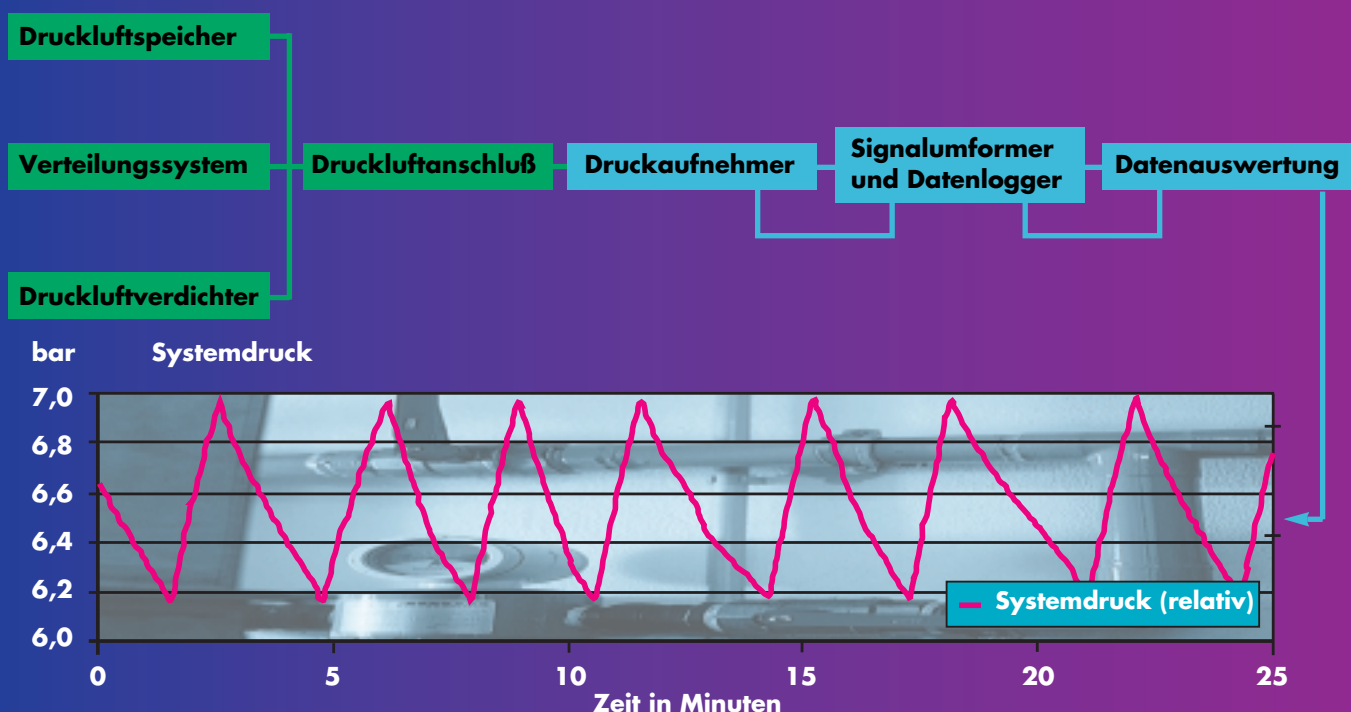 Druckluftspeicher
Verteilungssystem
Druckluftanschluß
Druckaufnehmer
Signalumformer
und Datenlogger
Datenauswertung
Druckluftverdichter
bar
Systemdruck
7,0
6,8
6,6
6,4
6,2
6,0
Systemdruck (relativ)
0
5
10
15
20
25
Zeit in Minuten